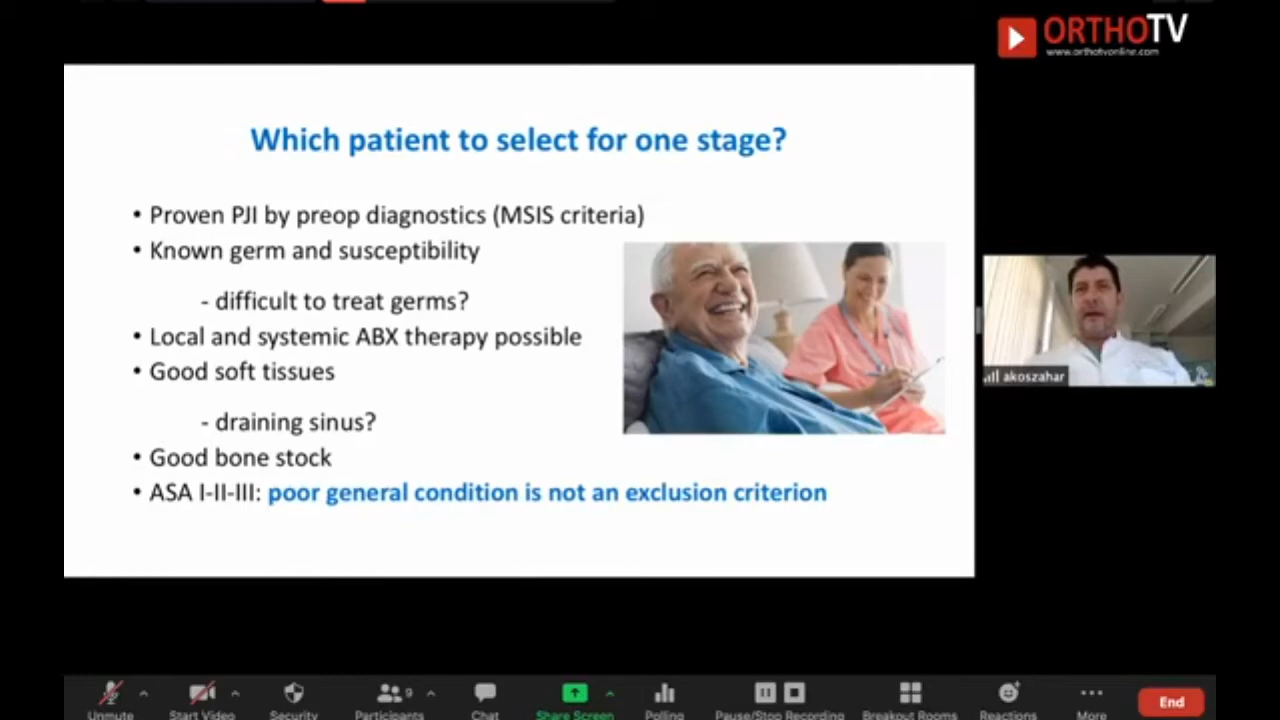 ORTHOTV
www.orthotvonline.com
Which patient to select for one stage?
• Proven PJI by preop diagnostics (MSIS criteria)
• Known germ and susceptibility
- difficult to treat germs?
• Local and systemic ABX therapy possible
• Good soft tissues
- draining sinus?
• Good bone stock
• ASA I-II-III: poor general condition is not an exclusion criterion
akoszahar
9
Unmute
Start Video
Security
Participants
Chat
Share Screen
Polling
Pause/Stop Recording
Breakout Rooms
Reactions
More
End